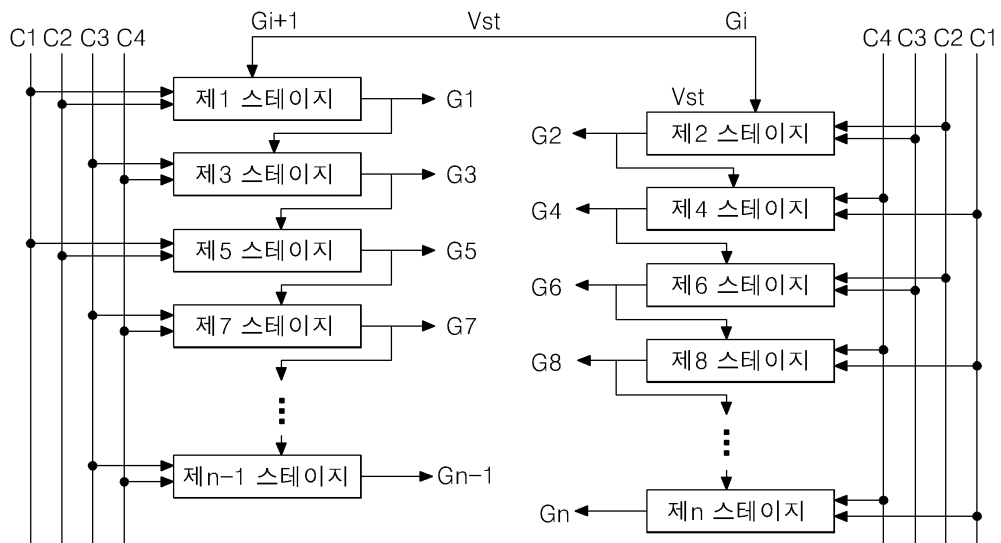 Gi+1 Vst Gi
C1 C2 C3 C4
C4 C3 C2 C1
제1 스테이지
G1
Vst
G2
제2 스테이지
제3 스테이지
G3
G4
제4 스테이지
제5 스테이지
G5
G6
제6 스테이지
제7 스테이지
G7
G8
제8 스테이지
제n-1 스테이지
Gn-1
Gn
제n 스테이지